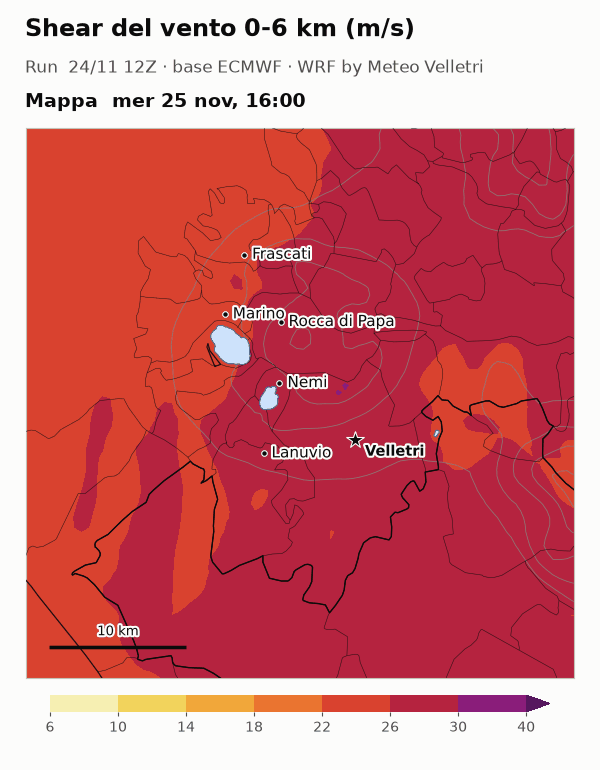 Shear del vento 0-6 km (m/s)
Run  24/11 12Z · base ECMWF · WRF by Meteo Velletri
Mappa  mer 25 nov, 16:00
Frascati
Marino
Rocca di Papa
Nemi
Velletri
Lanuvio
10 km
6 10 14 18 22 26 30 40